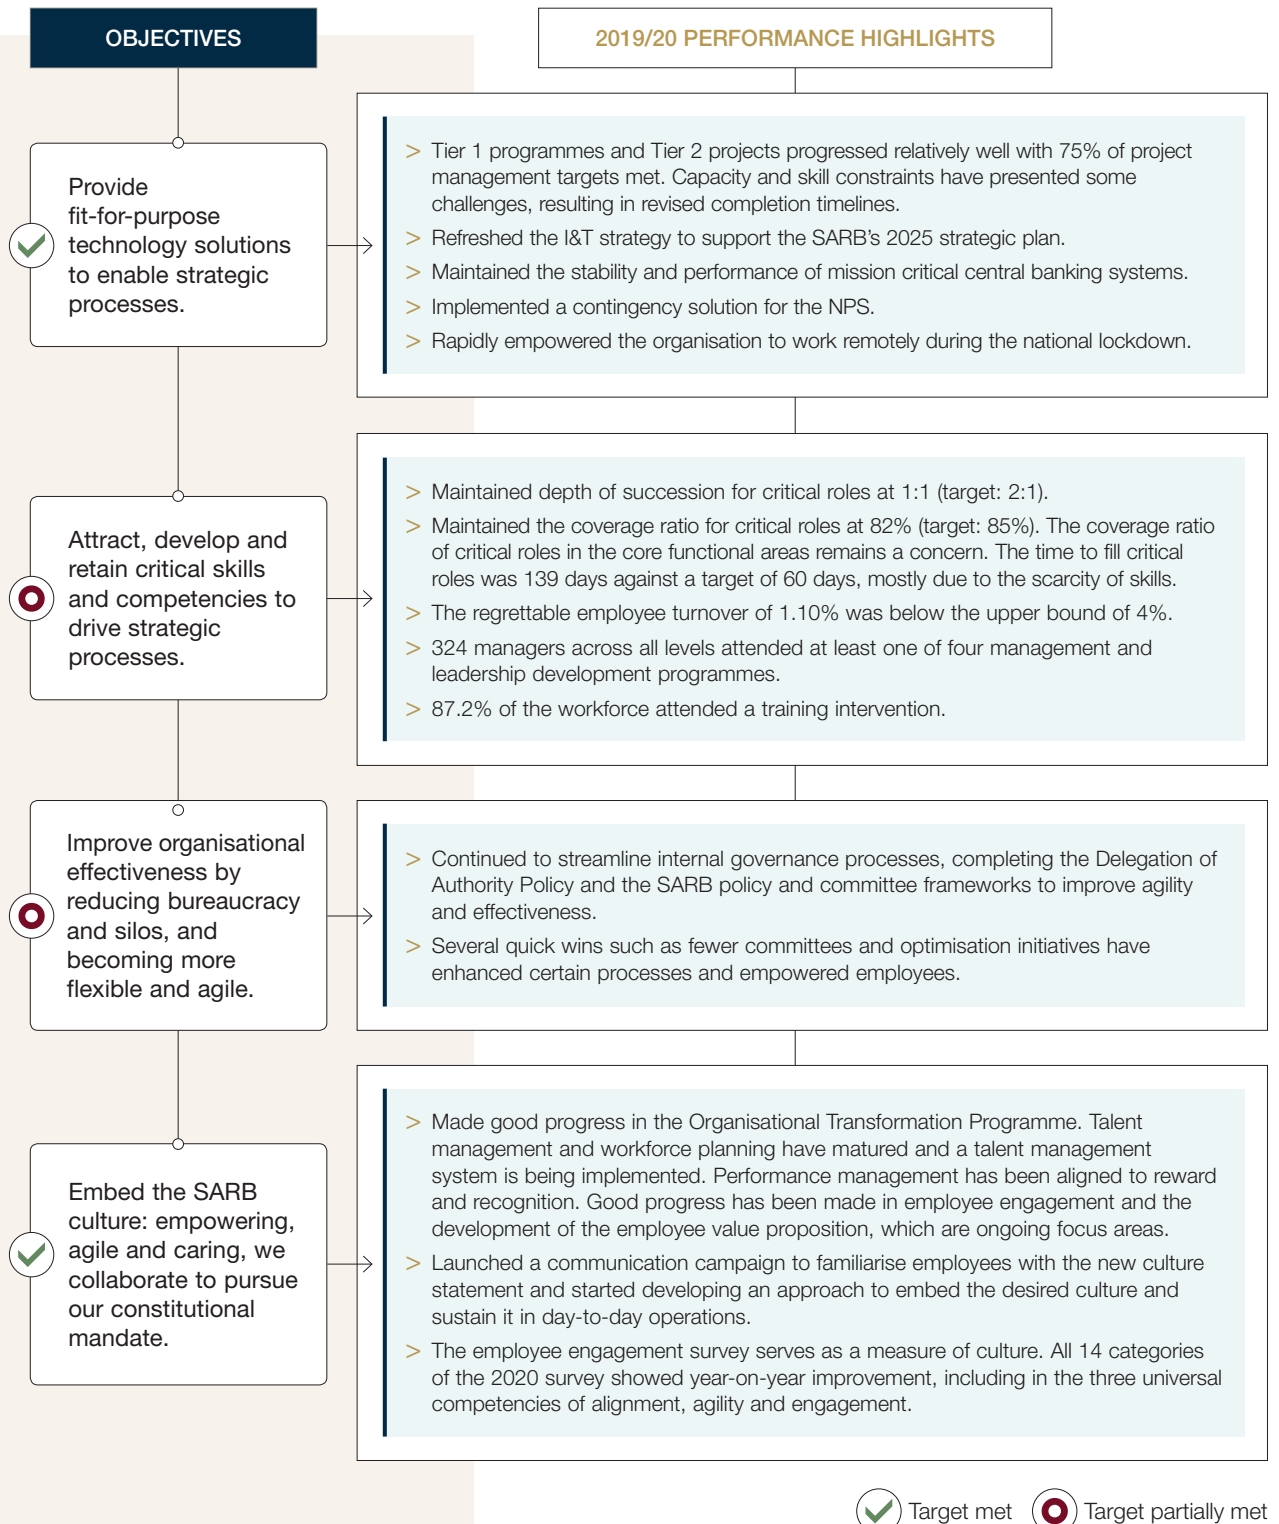 OBJECTIVES
2019/20 PERFORMANCE HIGHLIGHTS
Provide
fit-for-purpose
technology solutions
to enable strategic
processes.
> Tier 1 programmes and Tier 2 projects progressed relatively well with 75% of project
management targets met. Capacity and skill constraints have presented some
challenges, resulting in revised completion timelines.
> Refreshed the I&T strategy to support the SARB's 2025 strategic plan.
> Maintained the stability and performance of mission critical central banking systems.
> Implemented a contingency solution for the NPS.
> Rapidly empowered the organisation to work remotely during the national lockdown.
Attract, develop and
retain critical skills
and competencies to
drive strategic
processes.
> Maintained depth of succession for critical roles at 1:1 (target: 2:1).
> Maintained the coverage ratio for critical roles at 82% (target: 85%). The coverage ratio
of critical roles in the core functional areas remains a concern. The time to fill critical
roles was 139 days against a target of 60 days, mostly due to the scarcity of skills.
> The regrettable employee turnover of 1.10% was below the upper bound of 4%.
> 324 managers across all levels attended at least one of four management and
leadership development programmes.
> 87.2% of the workforce attended a training intervention.
Improve organisational
effectiveness by
reducing bureaucracy
and silos, and
becoming more
flexible and agile.
> Continued to streamline internal governance processes, completing the Delegation of
Authority Policy and the SARB policy and committee frameworks to improve agility
and effectiveness.
> Several quick wins such as fewer committees and optimisation initiatives have
enhanced certain processes and empowered employees.
Embed the SARB
culture: empowering,
agile and caring, we
collaborate to pursue
our constitutional
mandate.
> Made good progress in the Organisational Transformation Programme. Talent
management and workforce planning have matured and a talent management
system is being implemented. Performance management has been aligned to reward
and recognition. Good progress has been made in employee engagement and the
development of the employee value proposition, which are ongoing focus areas.
> Launched a communication campaign to familiarise employees with the new culture
statement and started developing an approach to embed the desired culture and
sustain it in day-to-day operations.
> The employee engagement survey serves as a measure of culture. All 14 categories
of the 2020 survey showed year-on-year improvement, including in the three universal
competencies of alignment, agility and engagement.
Target met
Target partially met